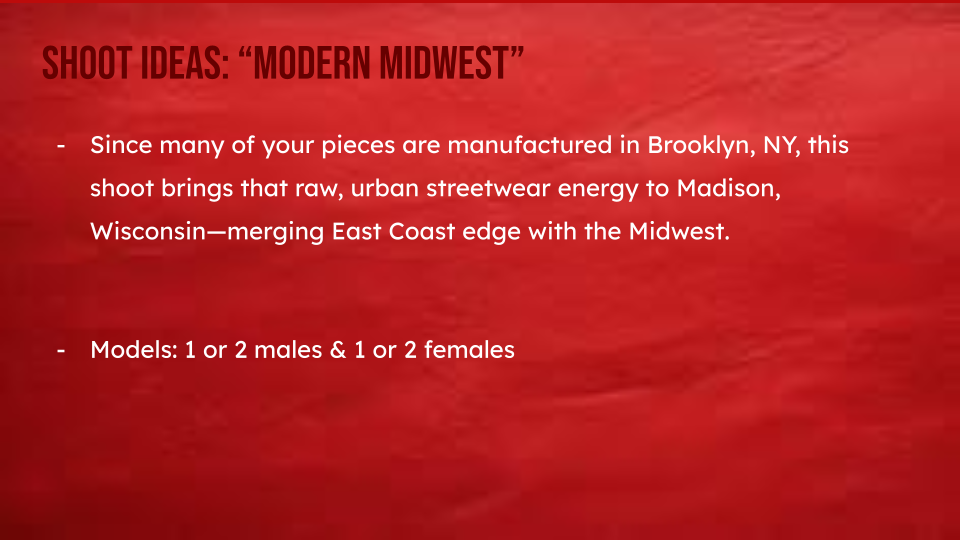 SHOOT IDEAS: “MODERN MIDWEST”
- Since many of your pieces are manufactured in Brooklyn, NY, this
shoot brings that raw, urban streetwear energy to Madison,
Wisconsin—merging East Coast edge with the Midwest.
- Models: 1 or 2 males & 1 or 2 females